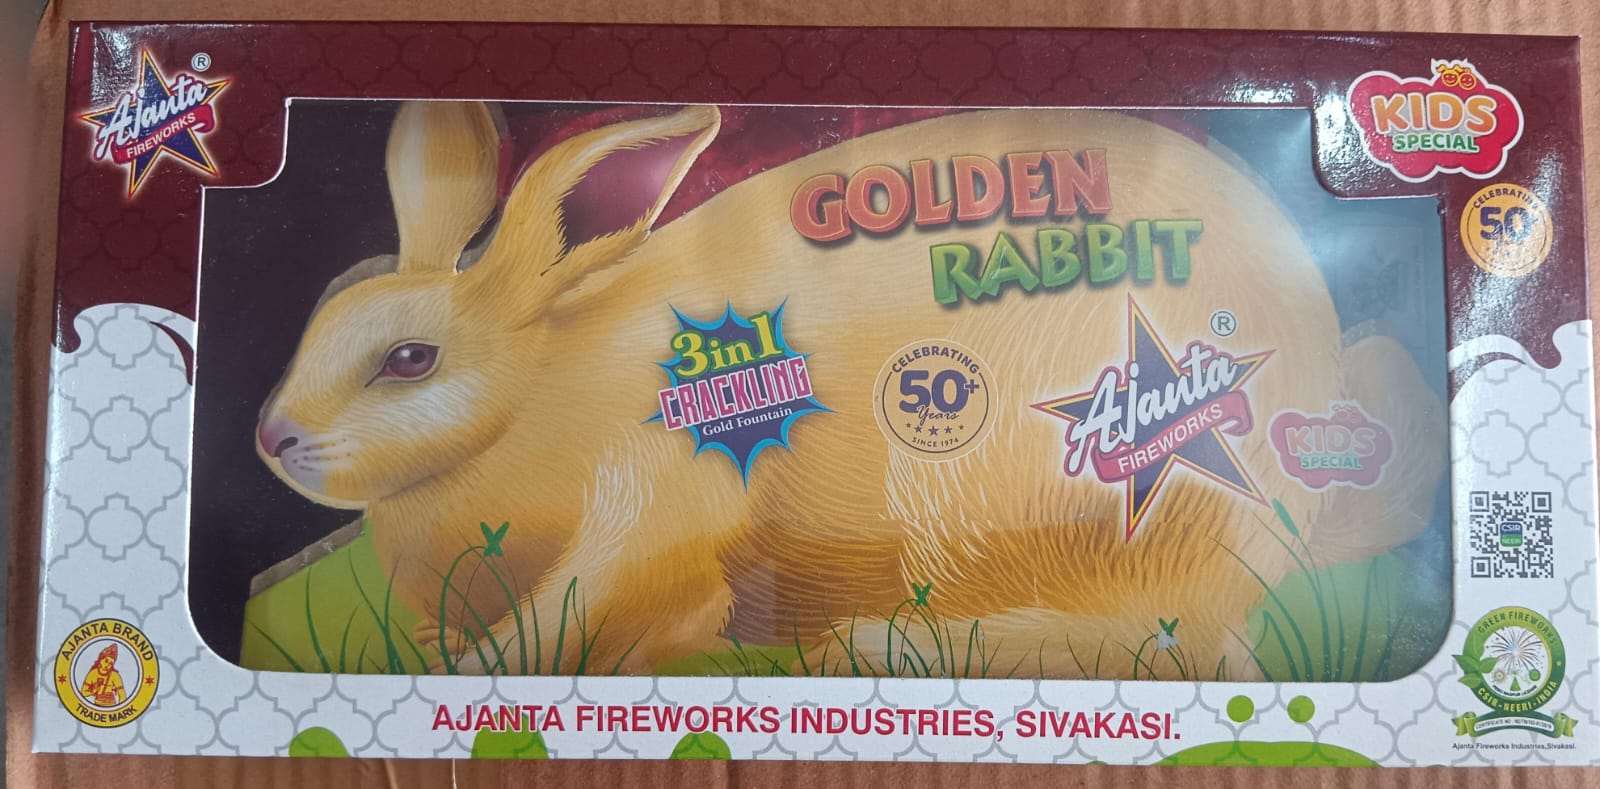 Ajanta
®
FIREWORKS
KIDS
SPECIAL
CELEBRATING
50+
GOLDEN
RABBIT
3in1
CRACKLING
Gold Fountain
CELEBRATING
50+
Years
SINCE 1974
Ajanta
®
FIREWORKS
KIDS
SPECIAL
CSIR
NEERI
AJANTA BRAND
TRADE MARK
GREEN FIREWORKS
CSIR-NEERI-INDIA
Ajanta Fireworks Industries,Sivakasi.
AJANTA FIREWORKS INDUSTRIES, SIVAKASI.